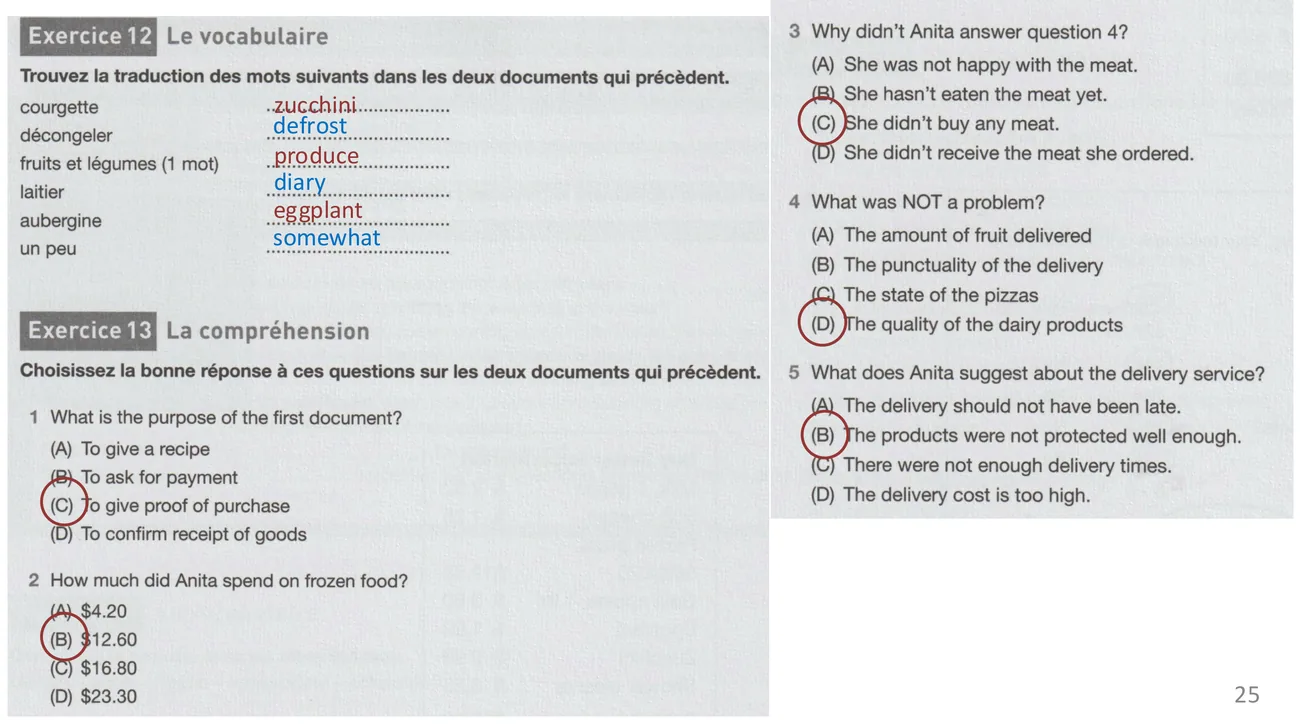 Exercice 12 Le vocabulaire
Trouvez la traduction des mots suivants dans les deux documents qui précèdent.
courgette zucchini
décongeler defrost
fruits et légumes (1 mot) produce
laitier diary
aubergine eggplant
un peu somewhat
Exercice 13 La compréhension
Choisissez la bonne réponse à ces questions sur les deux documents qui précèdent.
1 What is the purpose of the first document?
(A) To give a recipe
(B) To ask for payment
(C) To give proof of purchase
(D) To confirm receipt of goods
2 How much did Anita spend on frozen food?
(A) $4.20
(B) $12.60
(C) $16.80
(D) $23.30
3 Why didn't Anita answer question 4?
(A) She was not happy with the meat.
(B) She hasn't eaten the meat yet.
(C) She didn't buy any meat.
(D) She didn't receive the meat she ordered.
4 What was NOT a problem?
(A) The amount of fruit delivered
(B) The punctuality of the delivery
(C) The state of the pizzas
(D) The quality of the dairy products
5 What does Anita suggest about the delivery service?
(A) The delivery should not have been late.
(B) The products were not protected well enough.
(C) There were not enough delivery times.
(D) The delivery cost is too high.
25